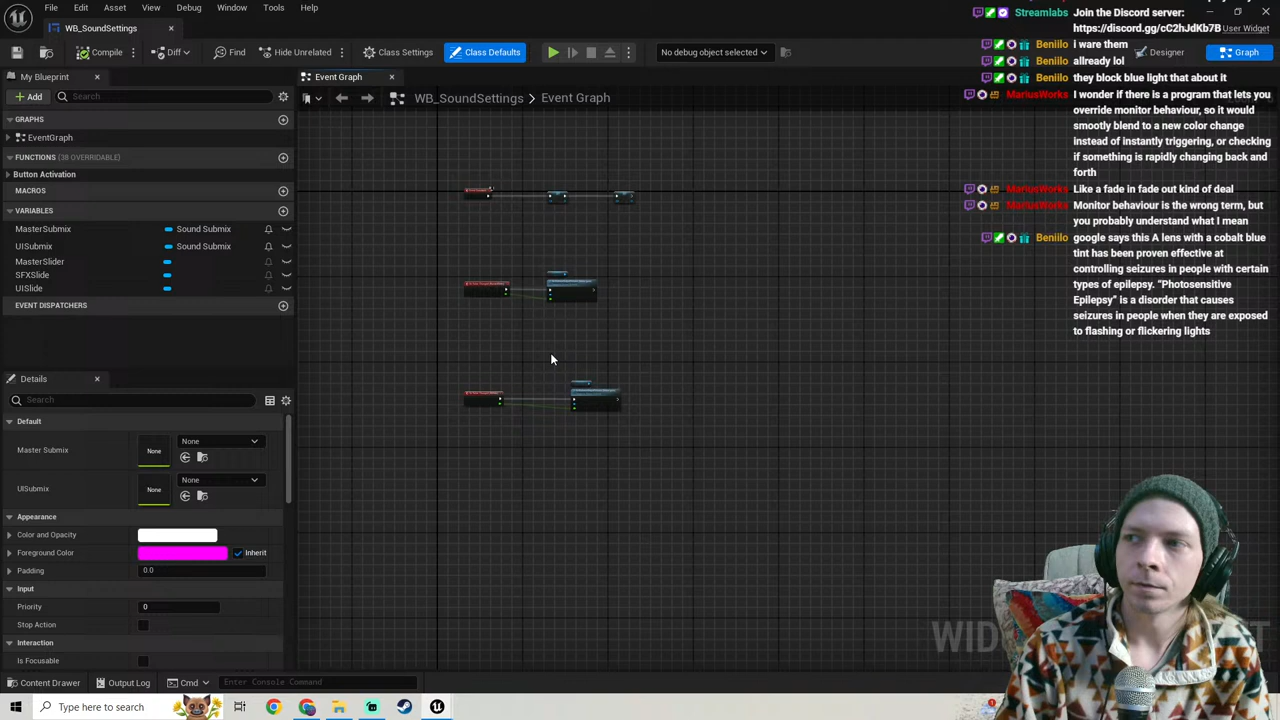 File Edit Asset View Debug Window Tools Help
WB_SoundSettings
Compile Diff Find Hide Unrelated Class Settings Class Defaults No debug object selected
User Widget
Designer Graph
My Blueprint
Add Search
GRAPHS
EventGraph
FUNCTIONS (38 OVERRIDABLE)
Button Activation
MACROS
VARIABLES
MasterSubmix Sound Submix
UISubmix Sound Submix
MasterSlider
SFXSlide
UISlide
EVENT DISPATCHERS
Details
Search
Default
Master Submix None None
UISubmix None None
Appearance
Color and Opacity
Foreground Color Inherit
Padding 0.0
Input
Priority 0
Stop Action
Interaction
Is Focusable
Event Graph
WB_SoundSettings > Event Graph
Streamlabs Join the Discord server:
https://discord.gg/cC2hJdKb7B
Beniilo i ware them
Beniilo allready lol
Beniilo they block blue light that about it
MariusWorks I wonder if there is a program that lets you
override monitor behaviour, so it would
smootly blend to a new color change
instead of instantly triggering, or checking
if something is rapidly changing back and
forth
MariusWorks Like a fade in fade out kind of deal
MariusWorks Monitor behaviour is the wrong term, but
you probably understand what I mean
Beniilo google says this A lens with a cobalt blue
tint has been proven effective at
controlling seizures in people with certain
types of epilepsy. “Photosensitive
Epilepsy” is a disorder that causes
seizures in people when they are exposed
to flashing or flickering lights
Content Drawer Output Log Cmd Enter Console Command
Type here to search